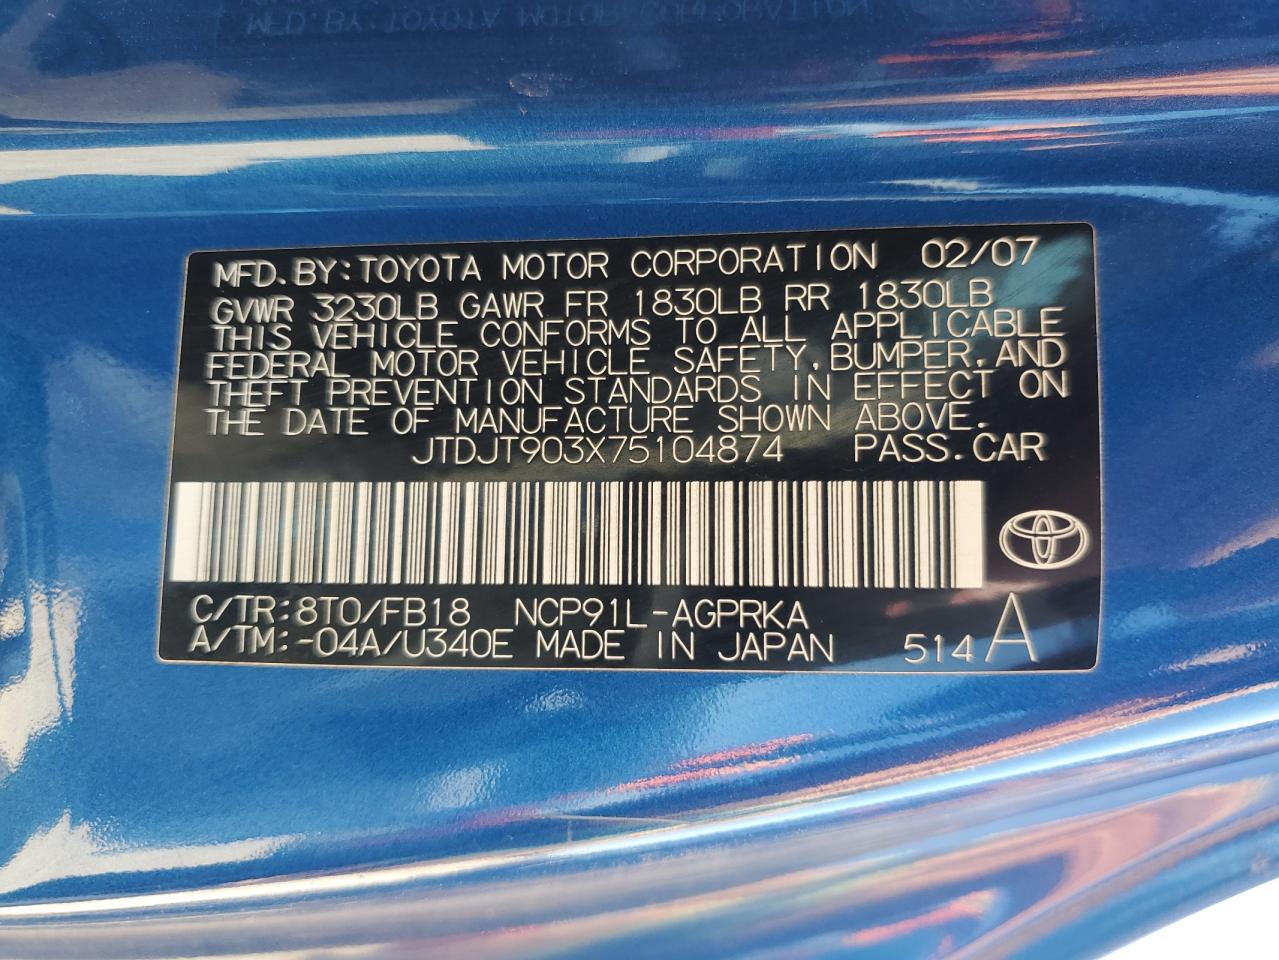 MFD.BY:TOYOTA MOTOR CORPORATION 02/07
GVWR 3230LB GAWR FR 1830LB RR 1830LB
THIS VEHICLE CONFORMS TO ALL APPLICABLE
FEDERAL MOTOR VEHICLE SAFETY,BUMPER,AND
THEFT PREVENTION STANDARDS IN EFFECT ON
THE DATE OF MANUFACTURE SHOWN ABOVE.
JTDJT903X75104874 PASS.CAR
C/TR:8T0/FB18 NCP91L-AGPRKA
A/TM:-04A/U340E MADE IN JAPAN 514 A